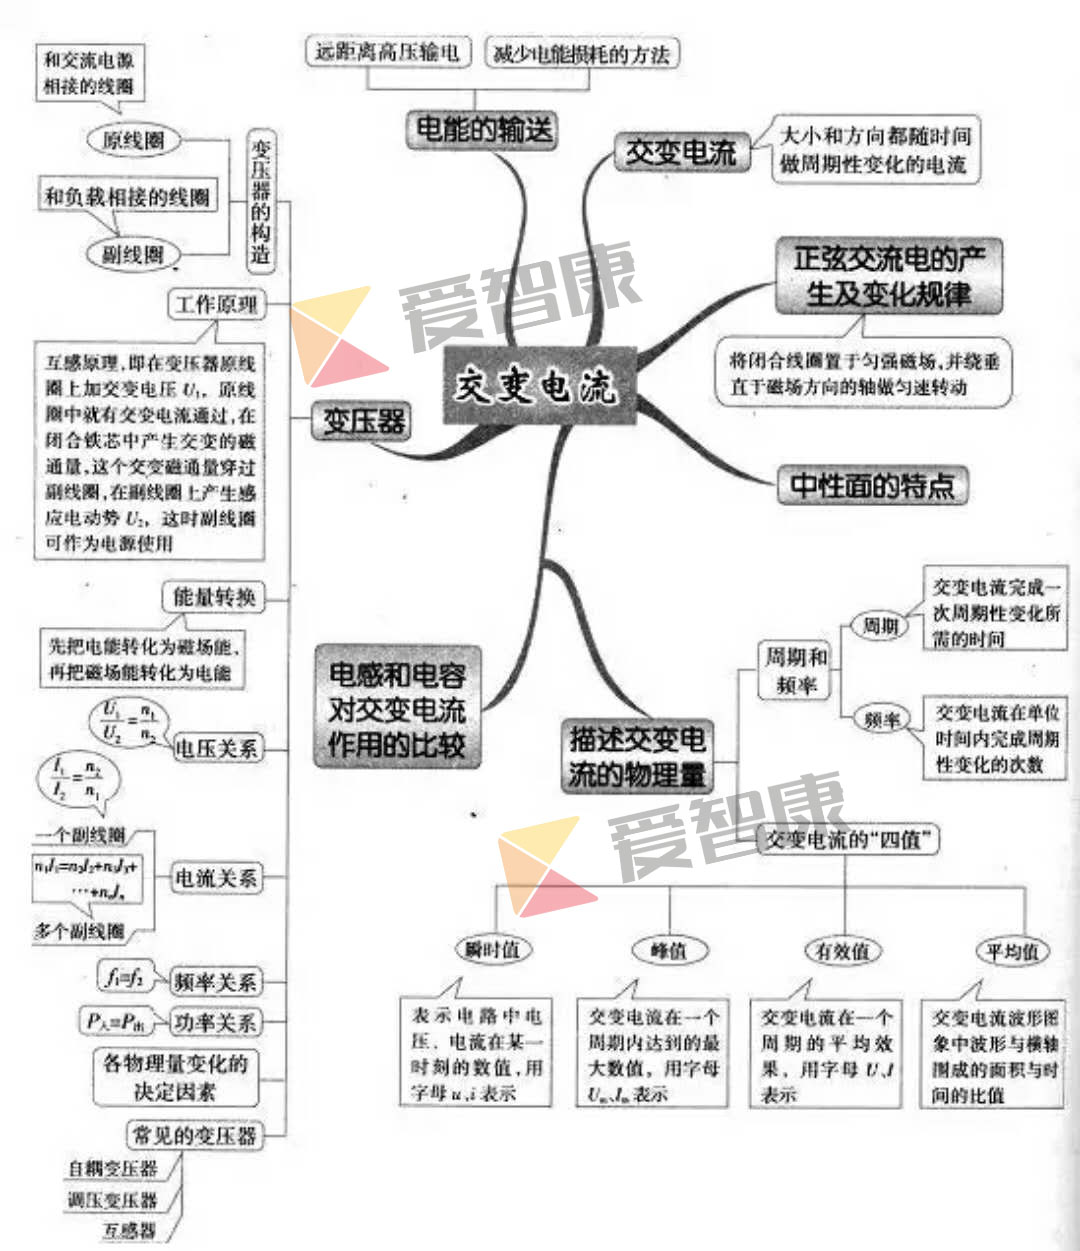 远距离高压输电
减少电能损耗的方法
电能的输送
交变电流
大小和方向都随时间
做周期性变化的电流
正弦交流电的产
生及变化规律
将闭合线圈置于匀强磁场,并绕垂
直于磁场方向的轴做匀速转动
中性面的特点
交变电流
爱智康
和交流电源
相接的线圈
原线圈
和负载相接的线圈
副线圈
变压器的构造
工作原理
互感原理,即在变压器原线
圈上加交变电压U₁,原线
圈中就有交变电流通过,在
闭合铁芯中产生交变的磁
通量,这个交变磁通量穿过
副线圈,在副线圈上产生感
应电动势U₂,这时副线圈
可作为电源使用
变压器
能量转换
先把电能转化为磁场能,
再把磁场能转化为电能
U₁/U₂=n₁/n₂
电压关系
I₁/I₂=n₂/n₁
一个副线圈
n₁I₁=n₂I₂+n₃I₃+
…+nₙIₙ
多个副线圈
电流关系
f₁=f₂
频率关系
P入=P出
功率关系
各物理量变化的
决定因素
常见的变压器
自耦变压器
调压变压器
互感器
电感和电容
对交变电流
作用的比较
描述交变电
流的物理量
周期和
频率
周期
交变电流完成一
次周期性变化所
需的时间
频率
交变电流在单位
时间内完成周期
性变化的次数
爱智康
交变电流的“四值”
瞬时值
表示电路中电
压、电流在某一
时刻的数值,用
字母u、i表示
峰值
交变电流在一个
周期内达到的最
大数值,用字母
Uₘ、Iₘ表示
有效值
交变电流在一个
周期的平均效
果,用字母U、I
表示
平均值
交变电流波形图
象中波形与横轴
围成的面积与时
间的比值